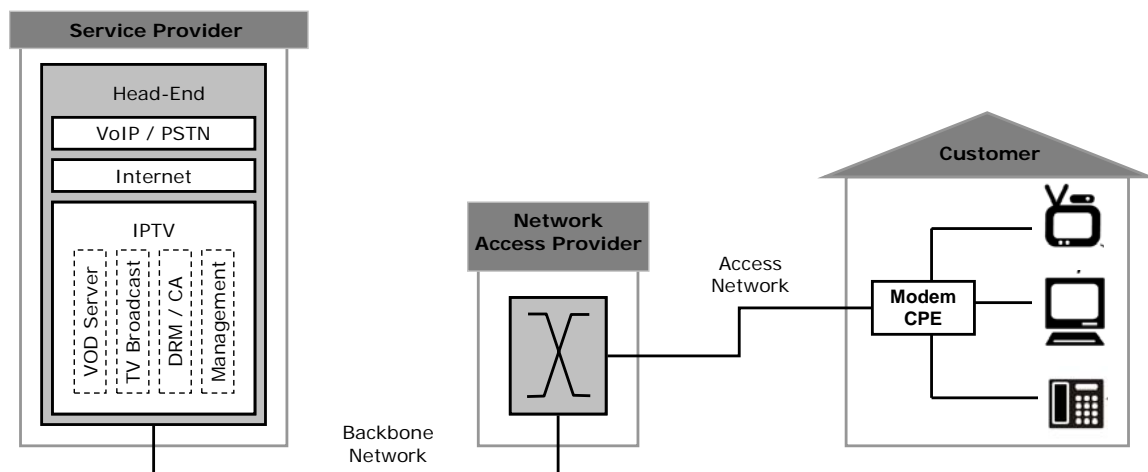 Service Provider
Head-End
VoIP / PSTN
Internet
IPTV
VOD Server
TV Broadcast
DRM / CA
Management
Backbone
Network
Network
Access Provider
Access
Network
Customer
Modem
CPE